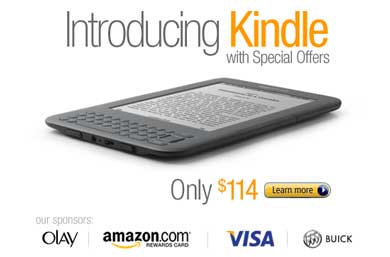 Introducing Kindle
with Special Offers
Only $114 Learn more
our sponsors:
OLAY amazon.com VISA BUICK
REWARDS CARD